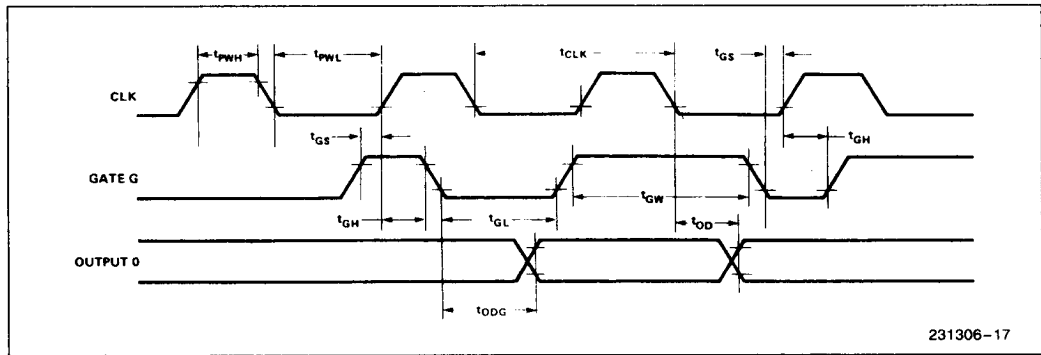 tPWH
tPWL
tCLK
tGS
CLK
tGS
tGH
GATE G
tGH
tGL
tGW
tOD
OUTPUT 0
tODG
231306-17